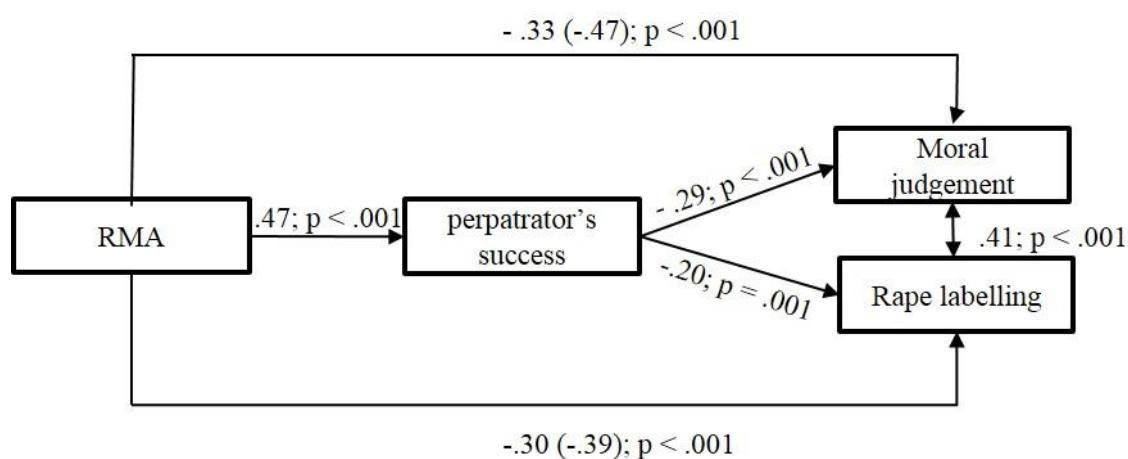 - .33 (-.47); p < .001
Moral
judgement
- .29; p < .001
RMA
.47; p < .001
perpatrator's
success
.41; p < .001
-.20; p = .001
Rape labelling
-.30 (-.39); p < .001